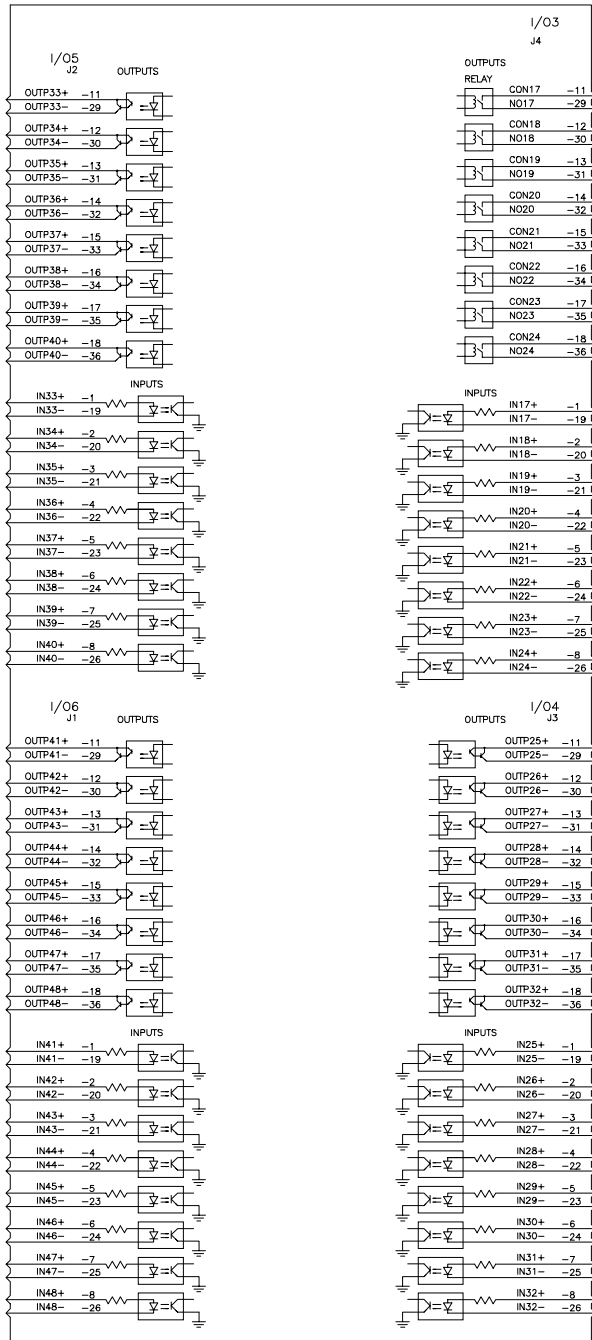 I/05
J2
OUTPUTS
OUTP33+ -11
OUTP33- -29
OUTP34+ -12
OUTP34- -30
OUTP35+ -13
OUTP35- -31
OUTP36+ -14
OUTP36- -32
OUTP37+ -15
OUTP37- -33
OUTP38+ -16
OUTP38- -34
OUTP39+ -17
OUTP39- -35
OUTP40+ -18
OUTP40- -36
INPUTS
IN33+ -1
IN33- -19
IN34+ -2
IN34- -20
IN35+ -3
IN35- -21
IN36+ -4
IN36- -22
IN37+ -5
IN37- -23
IN38+ -6
IN38- -24
IN39+ -7
IN39- -25
IN40+ -8
IN40- -26
I/03
J4
OUTPUTS
RELAY
CON17 -11
NO17 -29
CON18 -12
NO18 -30
CON19 -13
NO19 -31
CON20 -14
NO20 -32
CON21 -15
NO21 -33
CON22 -16
NO22 -34
CON23 -17
NO23 -35
CON24 -18
NO24 -36
INPUTS
IN17+ -1
IN17- -19
IN18+ -2
IN18- -20
IN19+ -3
IN19- -21
IN20+ -4
IN20- -22
IN21+ -5
IN21- -23
IN22+ -6
IN22- -24
IN23+ -7
IN23- -25
IN24+ -8
IN24- -26
I/06
J1
OUTPUTS
OUTP41+ -11
OUTP41- -29
OUTP42+ -12
OUTP42- -30
OUTP43+ -13
OUTP43- -31
OUTP44+ -14
OUTP44- -32
OUTP45+ -15
OUTP45- -33
OUTP46+ -16
OUTP46- -34
OUTP47+ -17
OUTP47- -35
OUTP48+ -18
OUTP48- -36
INPUTS
IN41+ -1
IN41- -19
IN42+ -2
IN42- -20
IN43+ -3
IN43- -21
IN44+ -4
IN44- -22
IN45+ -5
IN45- -23
IN46+ -6
IN46- -24
IN47+ -7
IN47- -25
IN48+ -8
IN48- -26
I/04
J3
OUTPUTS
OUTP25+ -11
OUTP25- -29
OUTP26+ -12
OUTP26- -30
OUTP27+ -13
OUTP27- -31
OUTP28+ -14
OUTP28- -32
OUTP29+ -15
OUTP29- -33
OUTP30+ -16
OUTP30- -34
OUTP31+ -17
OUTP31- -35
OUTP32+ -18
OUTP32- -36
INPUTS
IN25+ -1
IN25- -19
IN26+ -2
IN26- -20
IN27+ -3
IN27- -21
IN28+ -4
IN28- -22
IN29+ -5
IN29- -23
IN30+ -6
IN30- -24
IN31+ -7
IN31- -25
IN32+ -8
IN32- -26